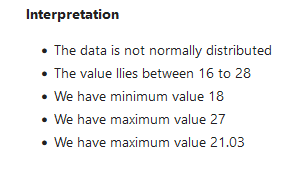 Interpretation
• The data is not normally distributed
• The value llies between 16 to 28
• We have minimum value 18
• We have maximum value 27
• We have maximum value 21.03